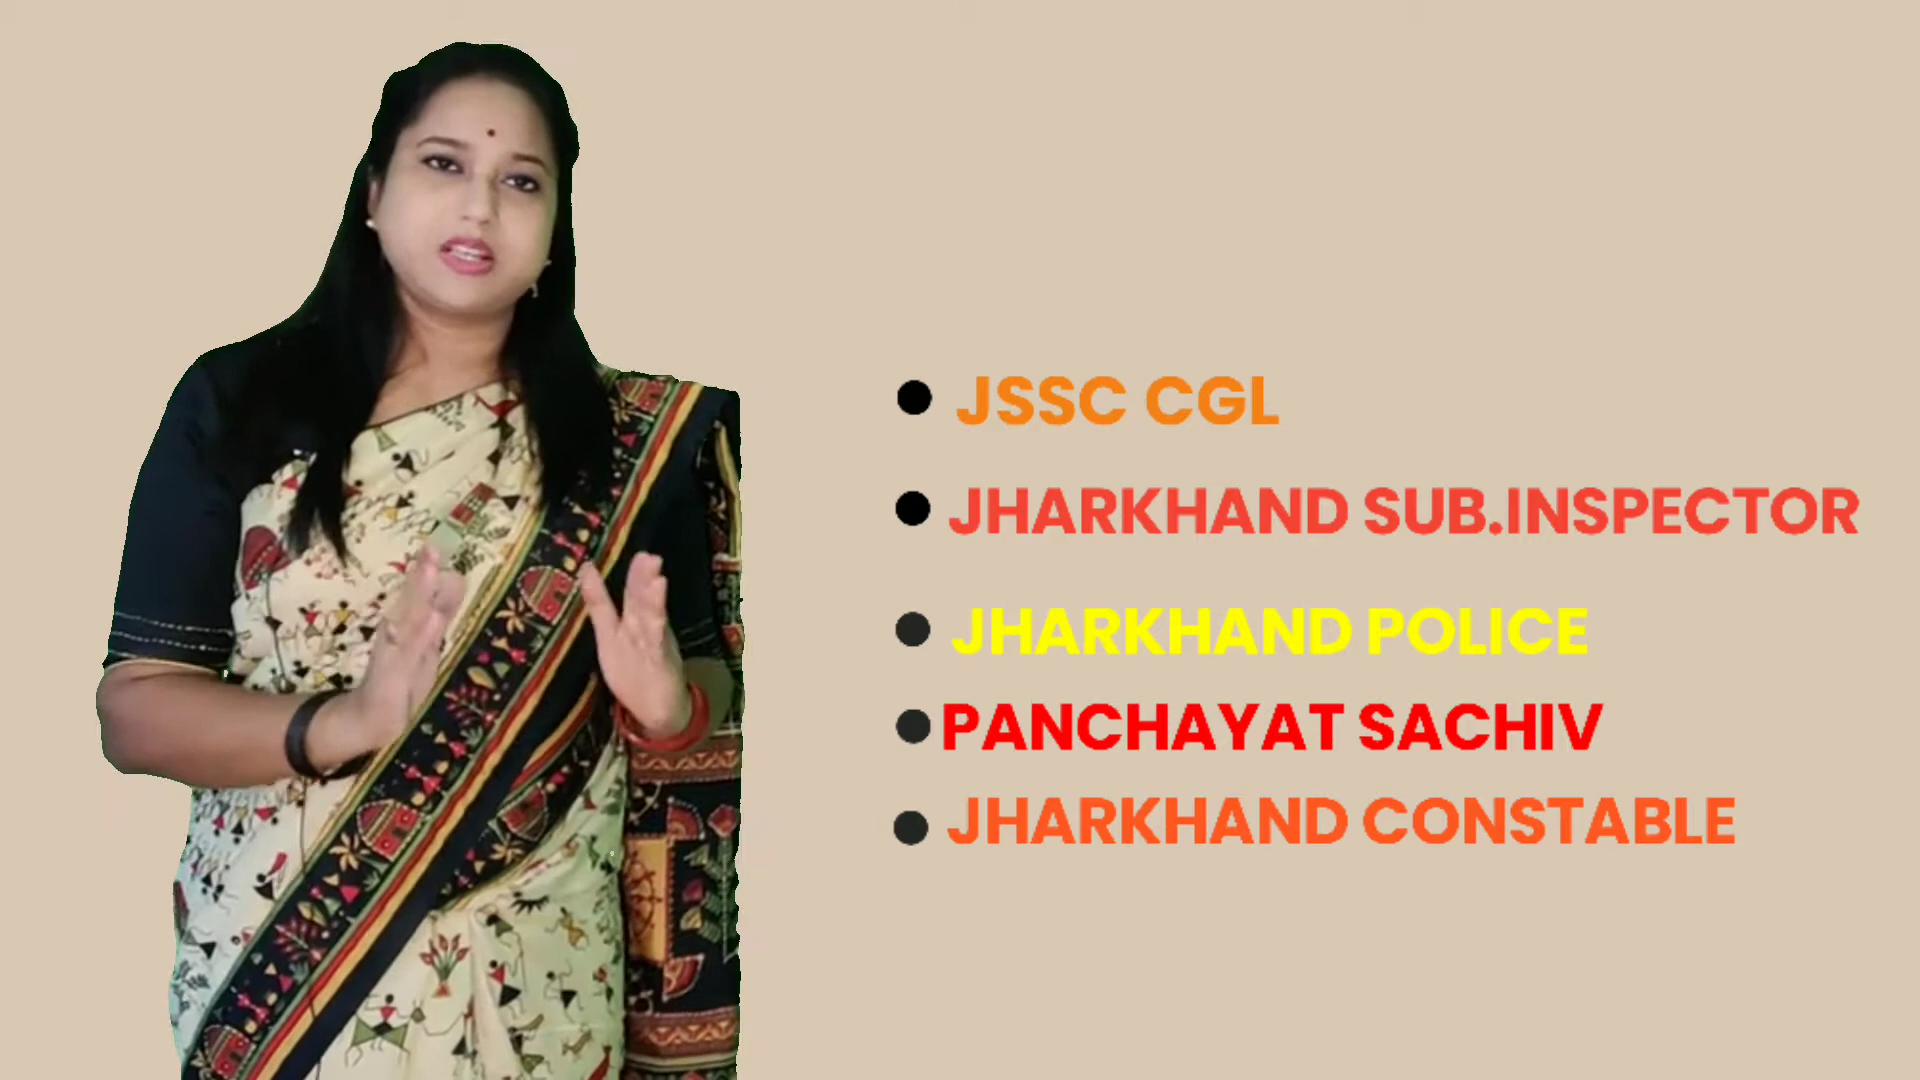 JSSC CGL
JHARKHAND SUB.INSPECTOR
JHARKHAND POLICE
PANCHAYAT SACHIV
JHARKHAND CONSTABLE